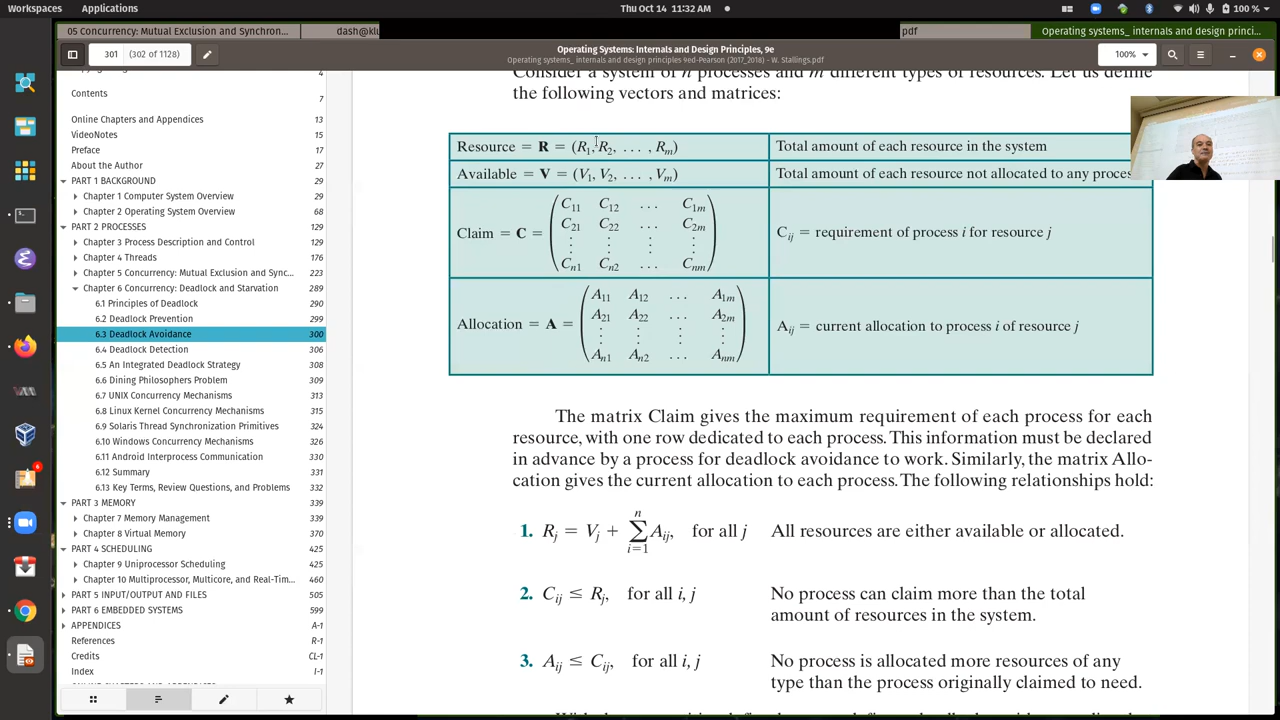 Workspaces Applications Thu Oct 14 11:32 AM 100 %
05 Concurrency: Mutual Exclusion and Synchron... dash@klu pdf Operating systems_ internals and design princi...
301 (302 of 1128) Operating Systems: Internals and Design Principles, 9e 100%
Operating systems_ internals and design principles 9ed-Pearson (2017_2018) - W. Stallings.pdf
4
Contents 7
Online Chapters and Appendices 13
VideoNotes 15
Preface 16
About the Author 27
PART 1 BACKGROUND 29
Chapter 1 Computer System Overview 29
Chapter 2 Operating System Overview 68
PART 2 PROCESSES 129
Chapter 3 Process Description and Control 129
Chapter 4 Threads 176
Chapter 5 Concurrency: Mutual Exclusion and Sync... 223
Chapter 6 Concurrency: Deadlock and Starvation 289
6.1 Principles of Deadlock 290
6.2 Deadlock Prevention 299
6.3 Deadlock Avoidance 300
6.4 Deadlock Detection 306
6.5 An Integrated Deadlock Strategy 308
6.6 Dining Philosophers Problem 309
6.7 UNIX Concurrency Mechanisms 313
6.8 Linux Kernel Concurrency Mechanisms 315
6.9 Solaris Thread Synchronization Primitives 324
6.10 Windows Concurrency Mechanisms 326
6.11 Android Interprocess Communication 330
6.12 Summary 331
6.13 Key Terms, Review Questions, and Problems 332
PART 3 MEMORY 339
Chapter 7 Memory Management 339
Chapter 8 Virtual Memory 370
PART 4 SCHEDULING 425
Chapter 9 Uniprocessor Scheduling 425
Chapter 10 Multiprocessor, Multicore, and Real-Tim... 460
PART 5 INPUT/OUTPUT AND FILES 505
PART 6 EMBEDDED SYSTEMS 599
APPENDICES A-1
References R-1
Credits CL-1
Index I-1
Consider a system of n processes and m different types of resources. Let us define
the following vectors and matrices:
Resource = R = (R1, R2, . . . , Rm) Total amount of each resource in the system
Available = V = (V1, V2, . . . , Vm) Total amount of each resource not allocated to any process
C11 C12 . . . C1m
C21 C22 . . . C2m
Claim = C = ⋮ ⋮ ⋮ ⋮ Cij = requirement of process i for resource j
Cn1 Cn2 . . . Cnm
A11 A12 . . . A1m
A21 A22 . . . A2m
Allocation = A = ⋮ ⋮ ⋮ ⋮ Aij = current allocation to process i of resource j
An1 An2 . . . Anm
The matrix Claim gives the maximum requirement of each process for each
resource, with one row dedicated to each process. This information must be declared
in advance by a process for deadlock avoidance to work. Similarly, the matrix Allo-
cation gives the current allocation to each process. The following relationships hold:
1. Rj = Vj + ∑ni=1 Aij, for all j All resources are either available or allocated.
2. Cij ≤ Rj, for all i, j No process can claim more than the total
amount of resources in the system.
3. Aij ≤ Cij, for all i, j No process is allocated more resources of any
type than the process originally claimed to need.